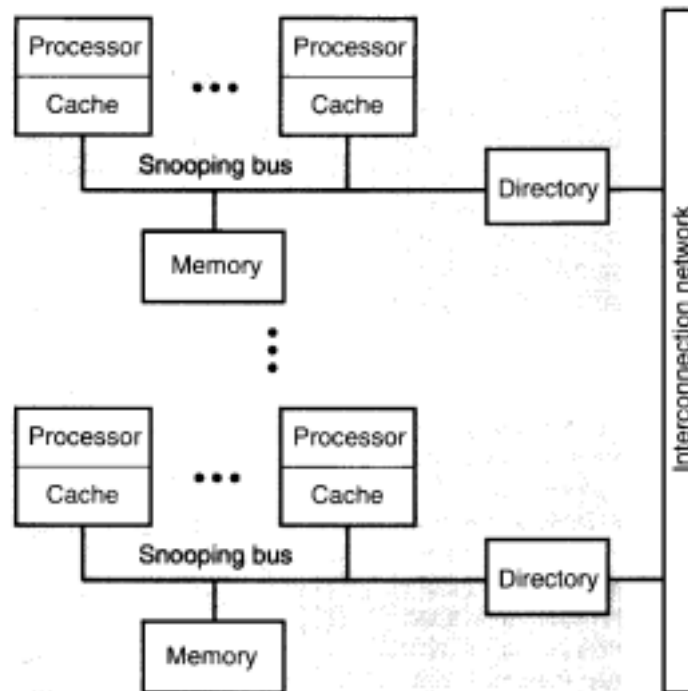 Processor
Processor
Cache
Cache
Snooping bus
Directory
Memory
Interconnection network
Processor
Processor
Cache
Cache
Snooping bus
Directory
Memory